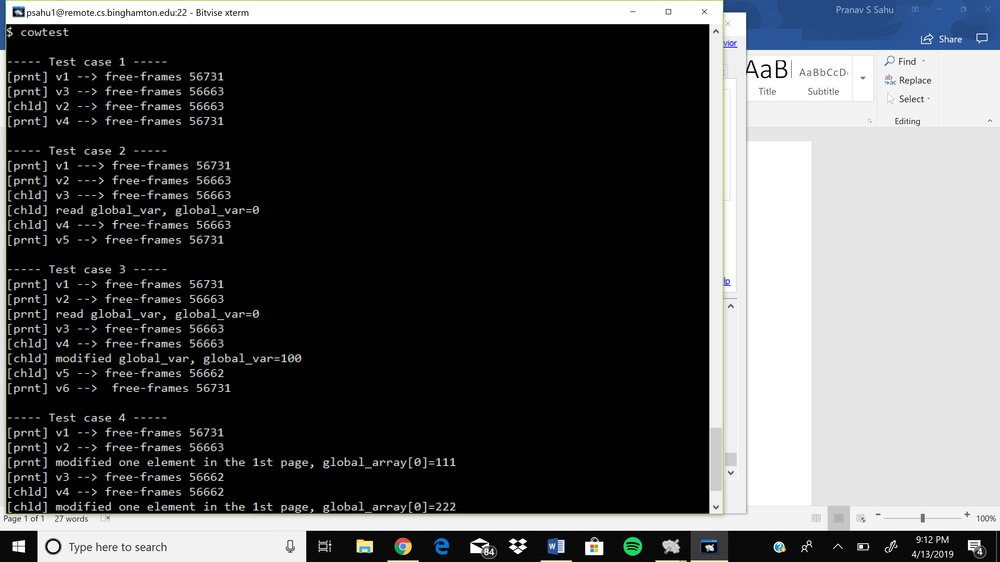 psahu1@remote.cs.binghamton.edu:22 - Bitvise xterm
Pranav S Sahu
$ cowtest
----- Test case 1 -----
[prnt] v1 --> free-frames 56731
[prnt] v3 --> free-frames 56663
[chld] v2 --> free-frames 56663
[prnt] v4 --> free-frames 56731
----- Test case 2 -----
[prnt] v1 ---> free-frames 56731
[prnt] v2 ---> free-frames 56663
[chld] v3 ---> free-frames 56663
[chld] read global_var, global_var=0
[chld] v4 ---> free-frames 56663
[prnt] v5 --> free-frames 56731
----- Test case 3 -----
[prnt] v1 --> free-frames 56731
[prnt] v2 --> free-frames 56663
[prnt] read global_var, global_var=0
[prnt] v3 --> free-frames 56663
[chld] v4 --> free-frames 56663
[chld] modified global_var, global_var=100
[chld] v5 --> free-frames 56662
[prnt] v6 -->  free-frames 56731
----- Test case 4 -----
[prnt] v1 --> free-frames 56731
[prnt] v2 --> free-frames 56663
[prnt] modified one element in the 1st page, global_array[0]=111
[prnt] v3 --> free-frames 56662
[chld] v4 --> free-frames 56662
[chld] modified one element in the 1st page, global_array[0]=222
vior
lp
Share
AaB AaBbCcD
Title Subtitle
Find
Replace
Select
Editing
Page 1 of 1 27 words
100%
Type here to search
84
9:12 PM
4/13/2019
4